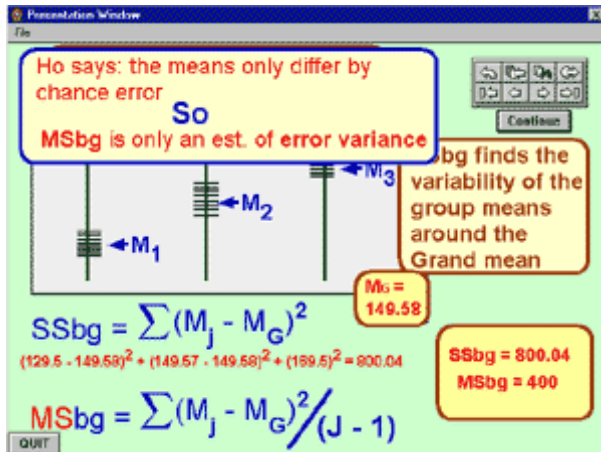 Presentation Window
File
Ho says: the means only differ by
chance error
So
MSbg is only an est. of error variance
Continue
bg finds the
variability of the
group means
around the
Grand mean
M3
M2
M1
MG =
149.58
SSbg = ∑(Mj - MG)²
(129.5 - 149.58)² + (149.57 - 149.58)² + (169.5)² = 800.04
SSbg = 800.04
MSbg = 400
MSbg = ∑(Mj - MG)²/(J - 1)
QUIT